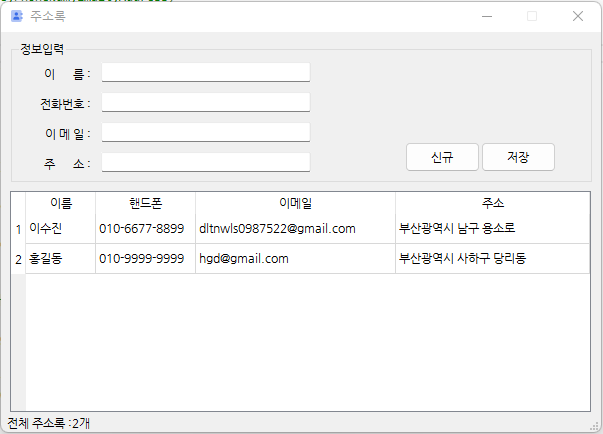 주소록
정보입력
이 름 :
전화번호 :
이 메 일 :
주 소 :
신규 저장
이름 핸드폰 이메일 주소
1 이수진 010-6677-8899 dltnwls0987522@gmail.com 부산광역시 남구 용소로
2 홍길동 010-9999-9999 hgd@gmail.com 부산광역시 사하구 당리동
전체 주소록 :2개